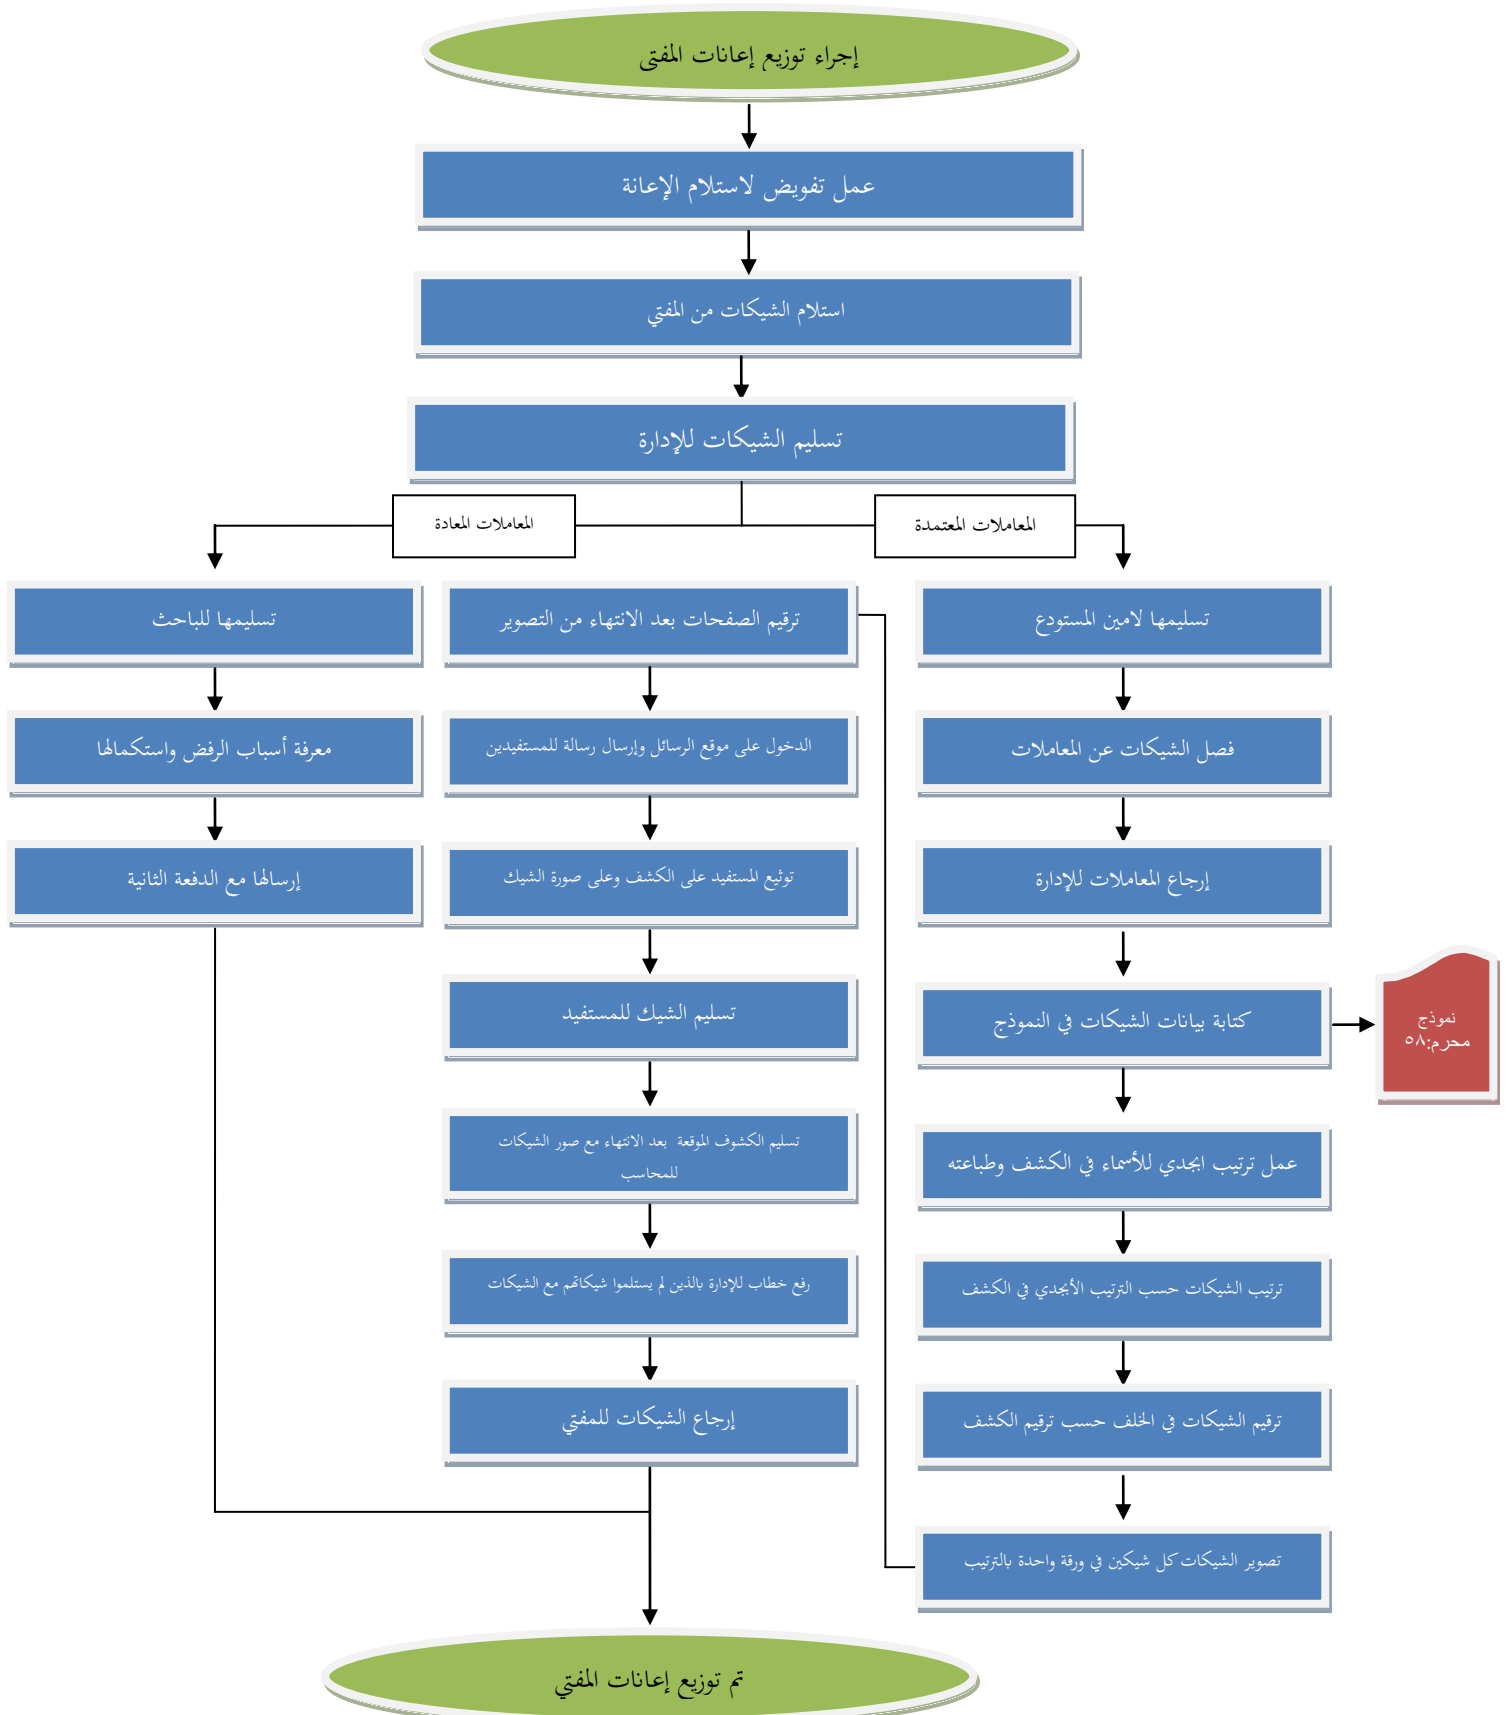 إجراء توزيع إعانات المفتي
عمل تفويض لاستلام الإعانة
استلام الشيكات من المفتي
تسليم الشيكات للإدارة
المعاملات المعتمدة
المعاملات المعادة
تسليمها لامين المستودع
فصل الشيكات عن المعاملات
إرجاع المعاملات للإدارة
كتابة بيانات الشيكات في النموذج
نموذج
محرم:٥٨
عمل ترتيب ابجدي للأسماء في الكشف وطباعته
ترتيب الشيكات حسب الترتيب الأبجدي في الكشف
ترقيم الشيكات في الخلف حسب ترقيم الكشف
تصوير الشيكات كل شيكين في ورقة واحدة بالترتيب
ترقيم الصفحات بعد الانتهاء من التصوير
الدخول على موقع الرسائل وإرسال رسالة للمستفيدين
توثيع المستفيد على الكشف وعلى صورة الشيك
تسليم الشيك للمستفيد
تسليم الكشوف الموقعة بعد الانتهاء مع صور الشيكات
للمحاسب
رفع خطاب للإدارة بالذين لم يستلموا شيكاتهم مع الشيكات
إرجاع الشيكات للمفتي
تسليمها للباحث
معرفة أسباب الرفض واستكمالها
إرسالها مع الدفعة الثانية
تم توزيع إعانات المفتي